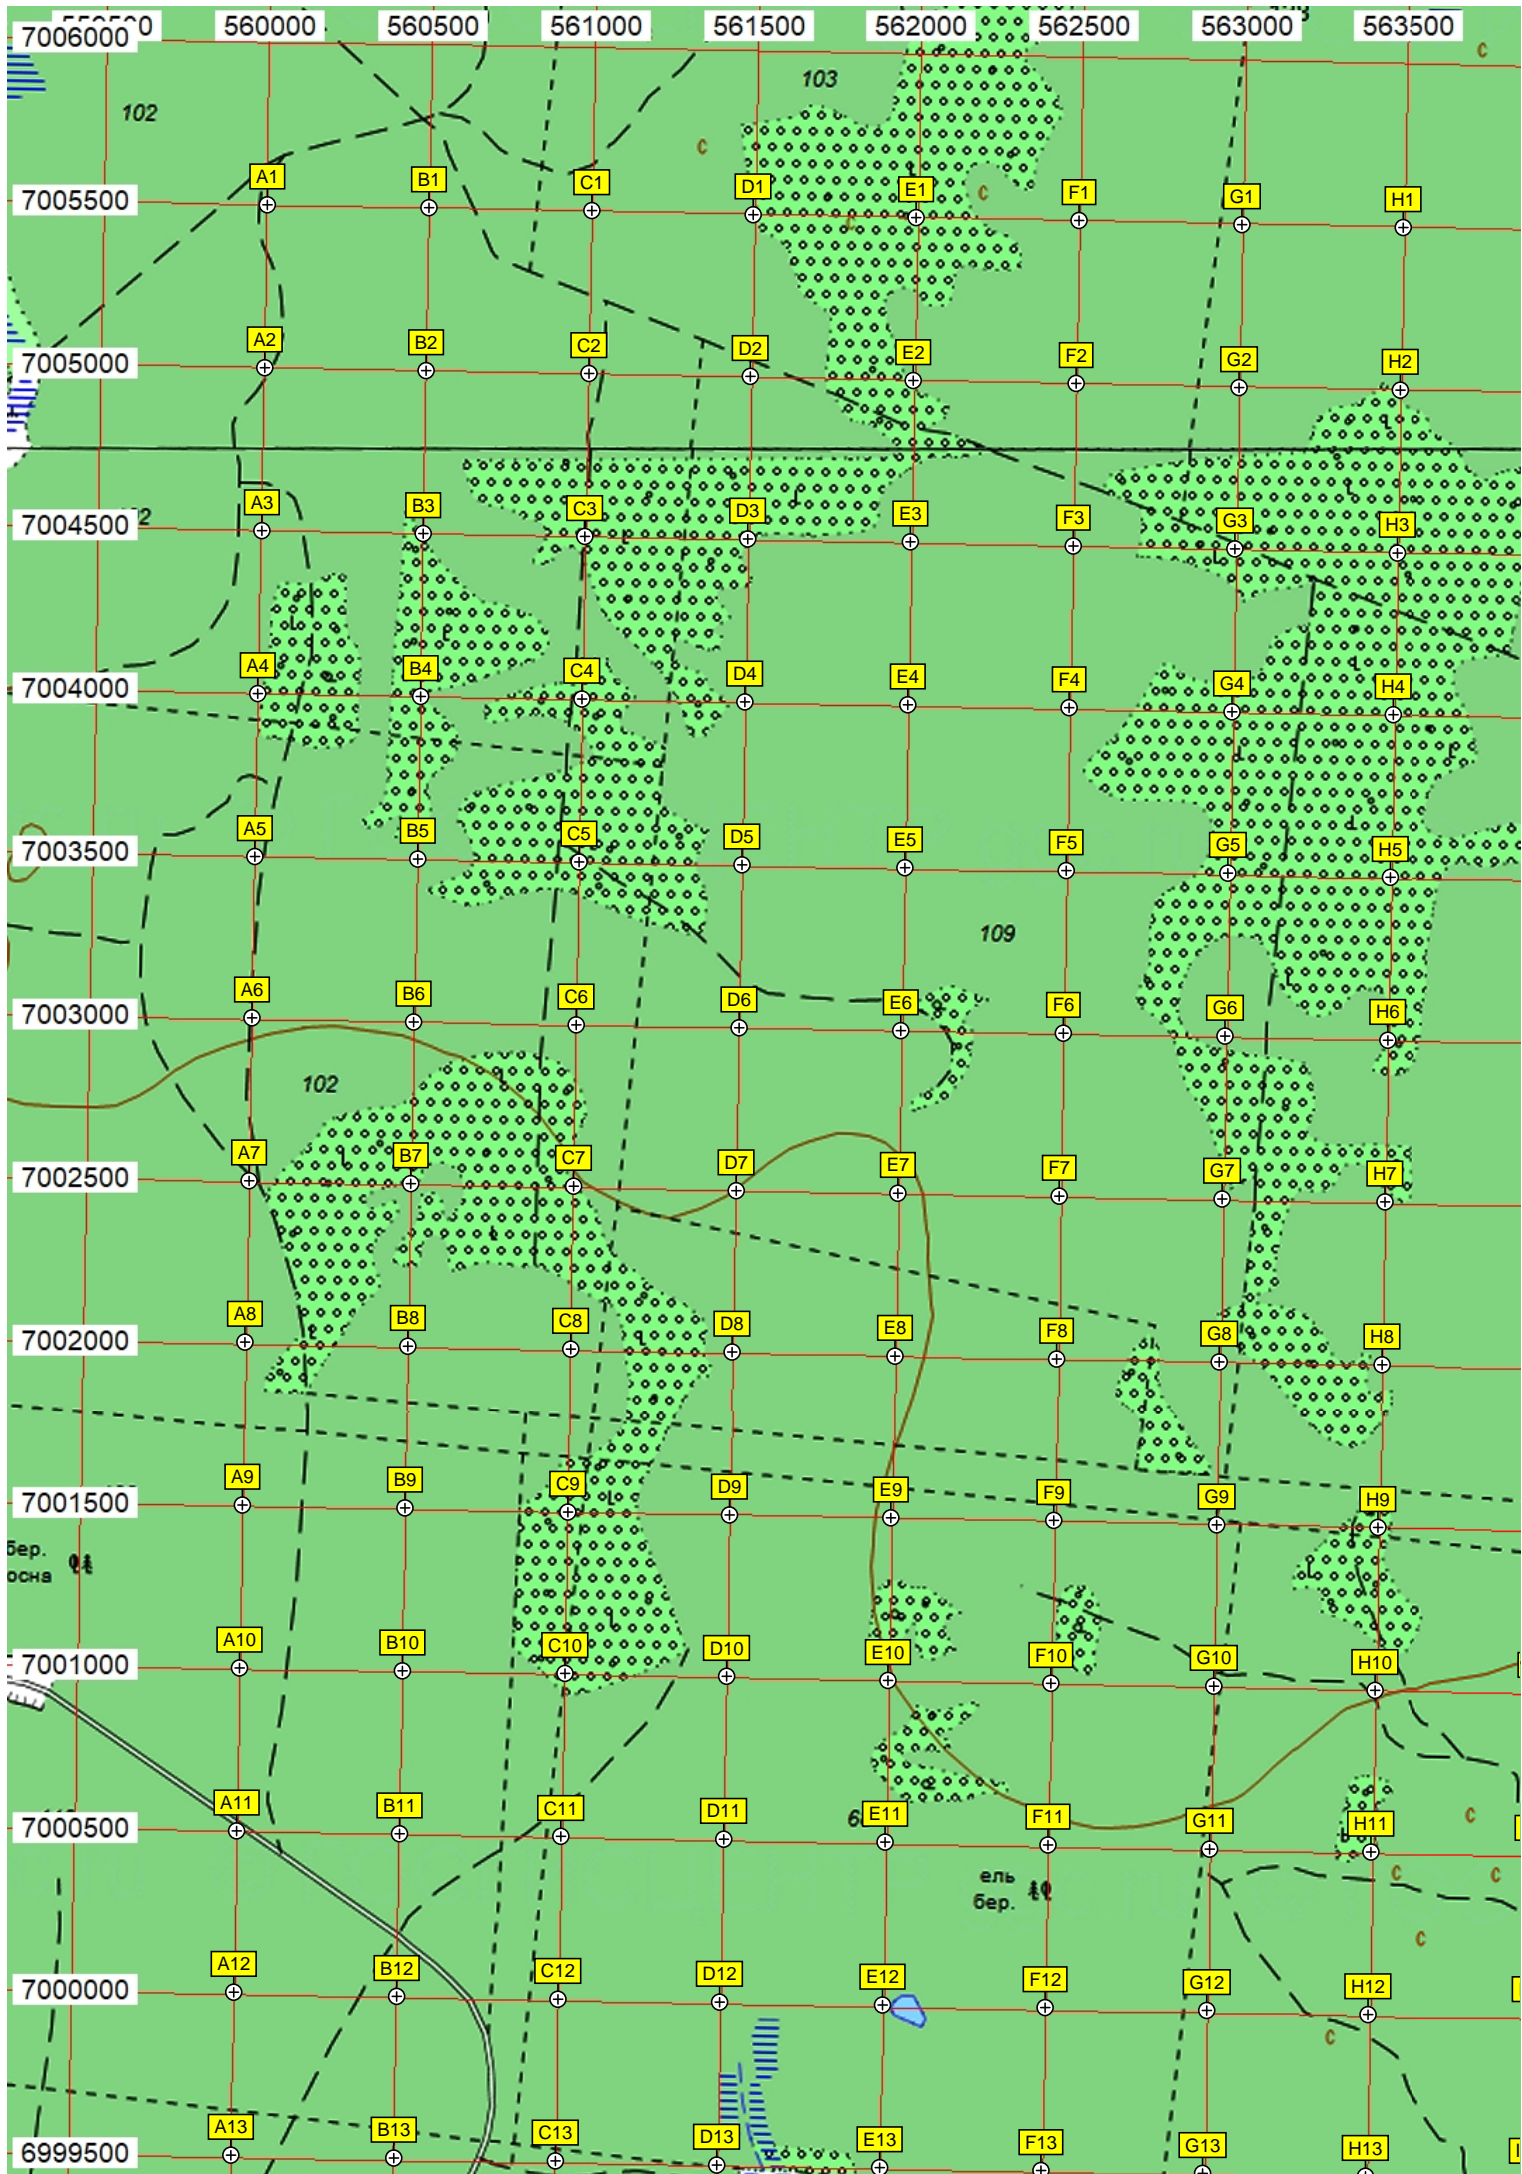 560000 560500 561000 561500 562000 562500 563000 563500
7006000
c
103
102
c
A1 B1 C1 D1 E1 F1 G1 H1
c
7005500
c
A2 B2 C2 D2 E2 F2 G2 H2
7005000
A3 B3 C3 D3 E3 F3 G3 H3
7004500
A4 B4 C4 D4 E4 F4 G4 H4
7004000
A5 B5 C5 D5 E5 F5 G5 H5
7003500
109
A6 B6 C6 D6 E6 F6 G6 H6
7003000
102
A7 B7 C7 D7 E7 F7 G7 H7
7002500
A8 B8 C8 D8 E8 F8 G8 H8
7002000
A9 B9 C9 D9 E9 F9 G9 H9
7001500
бер.
осна
A10 B10 C10 D10 E10 F10 G10 H10
7001000
A11 B11 C11 D11 E11 F11 G11 H11
7000500
c
c
c
ель
бер.
c
A12 B12 C12 D12 E12 F12 G12 H12
7000000
c
A13 B13 C13 D13 E13 F13 G13 H13
6999500